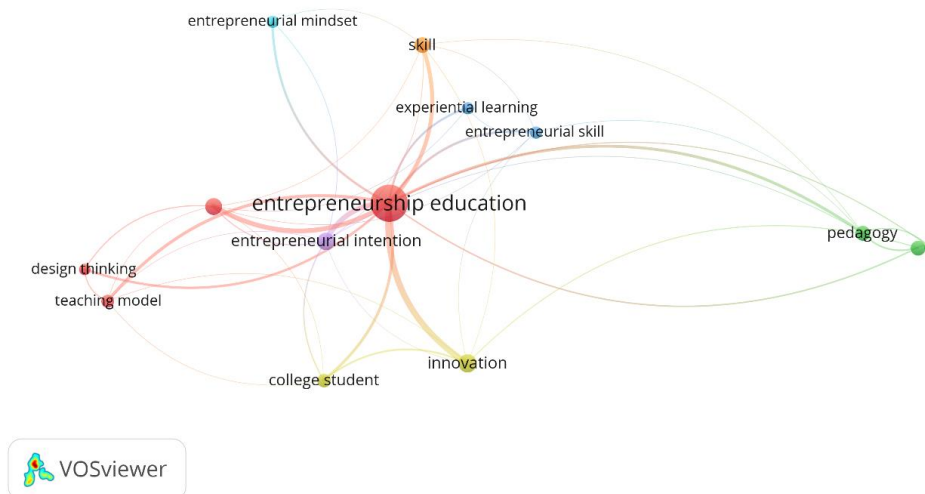 entrepreneurial mindset
skill
experiential learning
entrepreneurial skill
entrepreneurship education
entrepreneurial intention
pedagogy
design thinking
teaching model
innovation
college student
VOSviewer